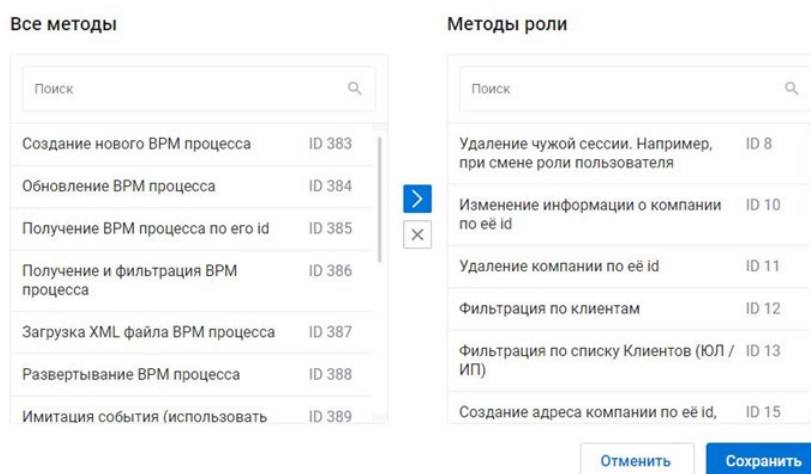 Все методы
Поиск
Создание нового BPM процесса ID 383
Обновление BPM процесса ID 384
Получение BPM процесса по его id ID 385
Получение и фильтрация BPM ID 386
процесса
Загрузка XML файла BPM процесса ID 387
Развертывание BPM процесса ID 388
Имитация события (использовать ID 389
Методы роли
Поиск
Удаление чужой сессии. Например, ID 8
при смене роли пользователя
Изменение информации о компании ID 10
по её id
Удаление компании по её id ID 11
Фильтрация по клиентам ID 12
Фильтрация по списку Клиентов (ЮЛ / ID 13
ИП)
Создание адреса компании по её id, ID 15
Отменить
Сохранить